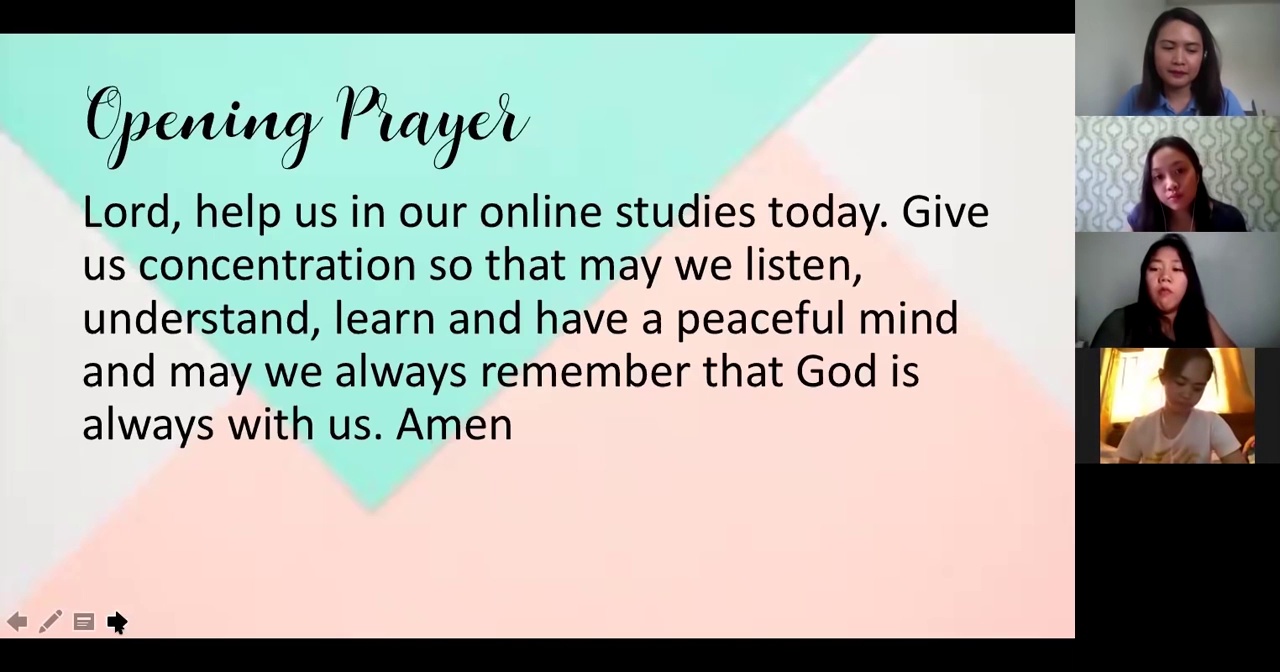 Opening Prayer
Lord, help us in our online studies today. Give
us concentration so that may we listen,
understand, learn and have a peaceful mind
and may we always remember that God is
always with us. Amen